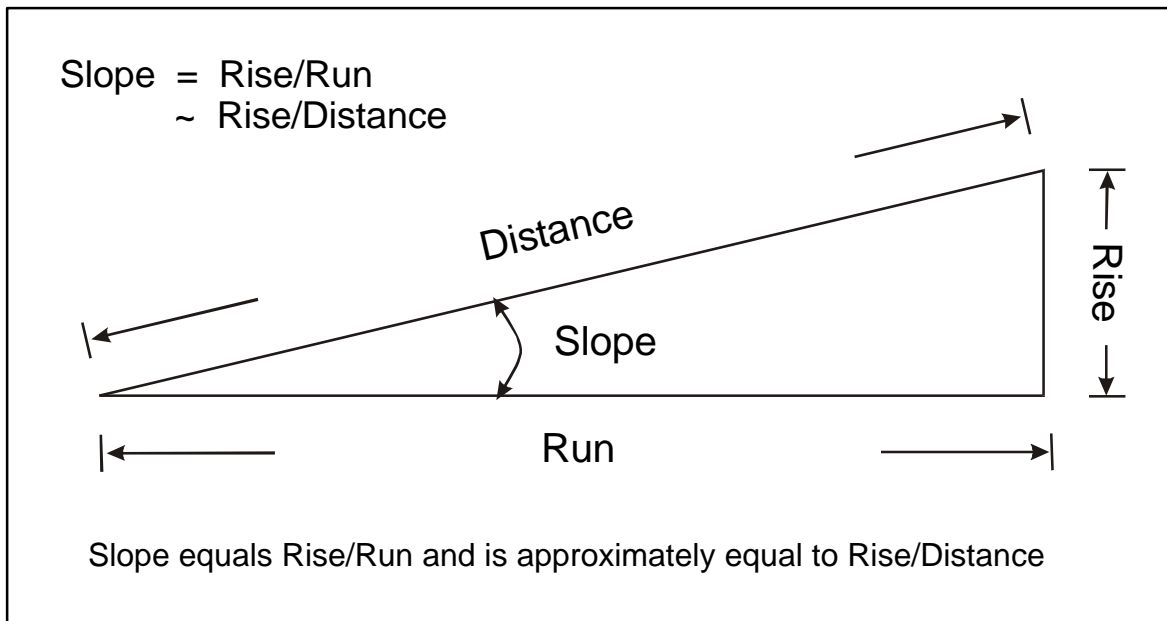 Slope = Rise/Run
~ Rise/Distance
Distance
Rise
Slope
Run
Slope equals Rise/Run and is approximately equal to Rise/Distance